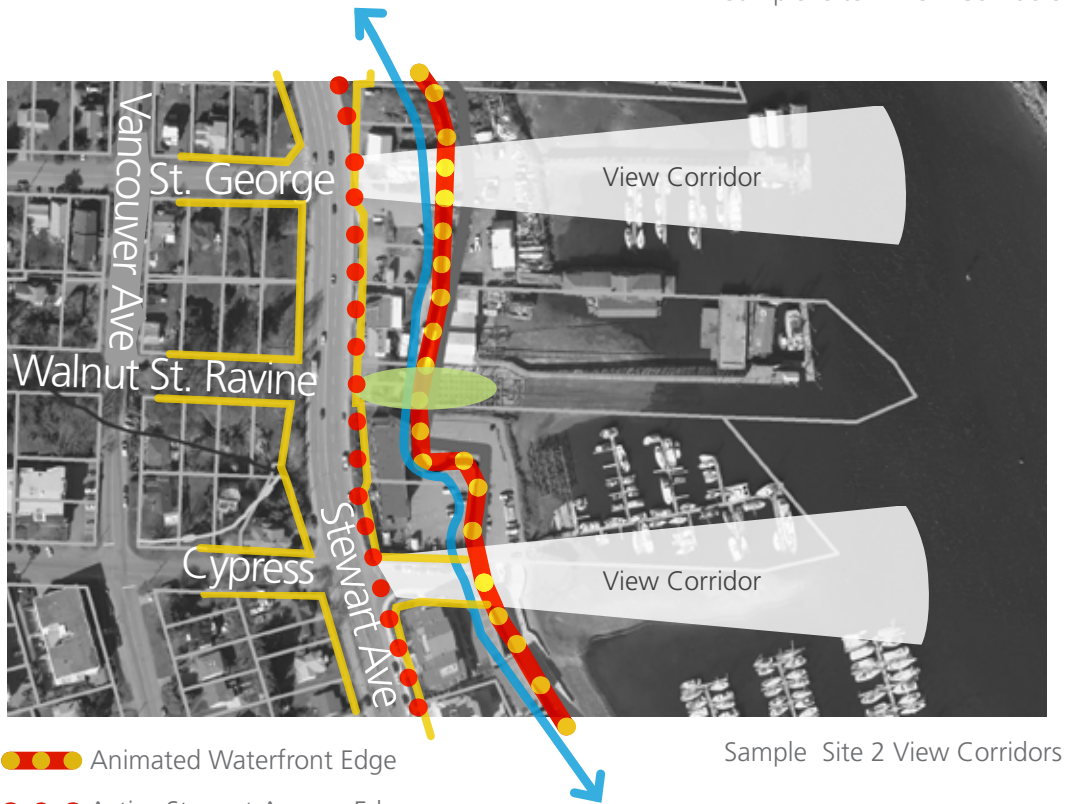 Vancouver Ave
St. George
View Corridor
Walnut St. Ravine
Stewart Ave
Cypress
View Corridor
Animated Waterfront Edge
Sample Site 2 View Corridors